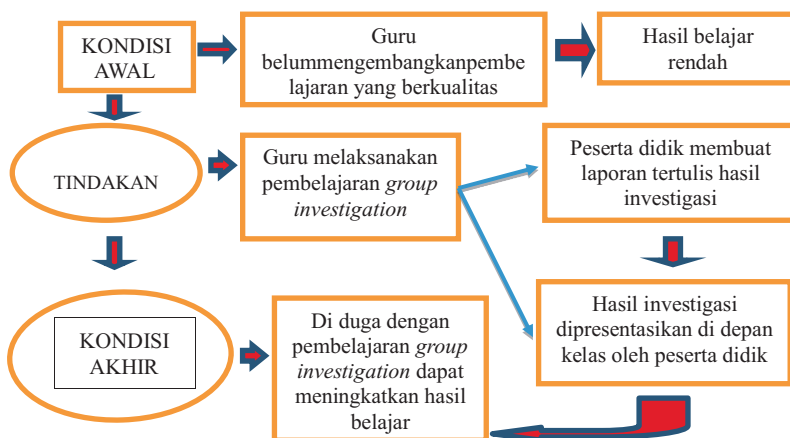 KONDISI
AWAL
Guru
belummengembangkanpembe
lajaran yang berkualitas
Hasil belajar
rendah
TINDAKAN
Guru melaksanakan
pembelajaran group
investigation
Peserta didik membuat
laporan tertulis hasil
investigasi
Hasil investigasi
dipresentasikan di depan
kelas oleh peserta didik
KONDISI
AKHIR
Di duga dengan
pembelajaran group
investigation dapat
meningkatkan hasil
belajar